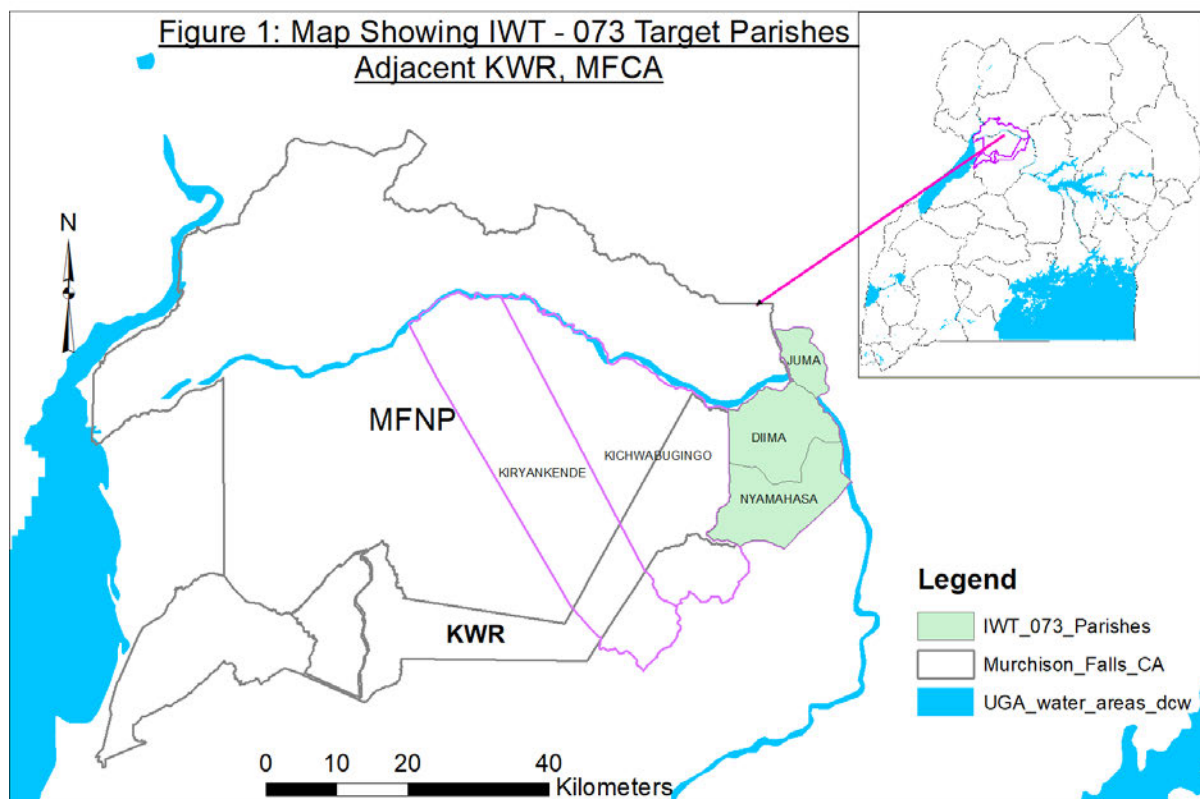 Figure 1: Map Showing IWT - 073 Target Parishes
Adjacent KWR, MFCA
N
JUMA
MFNP
DIIMA
KICHWABUGINGO
KIRYANKENDE
NYAMAHASA
KWR
Legend
IWT_073_Parishes
Murchison_Falls_CA
UGA_water_areas_dcw
0 10 20 40
Kilometers